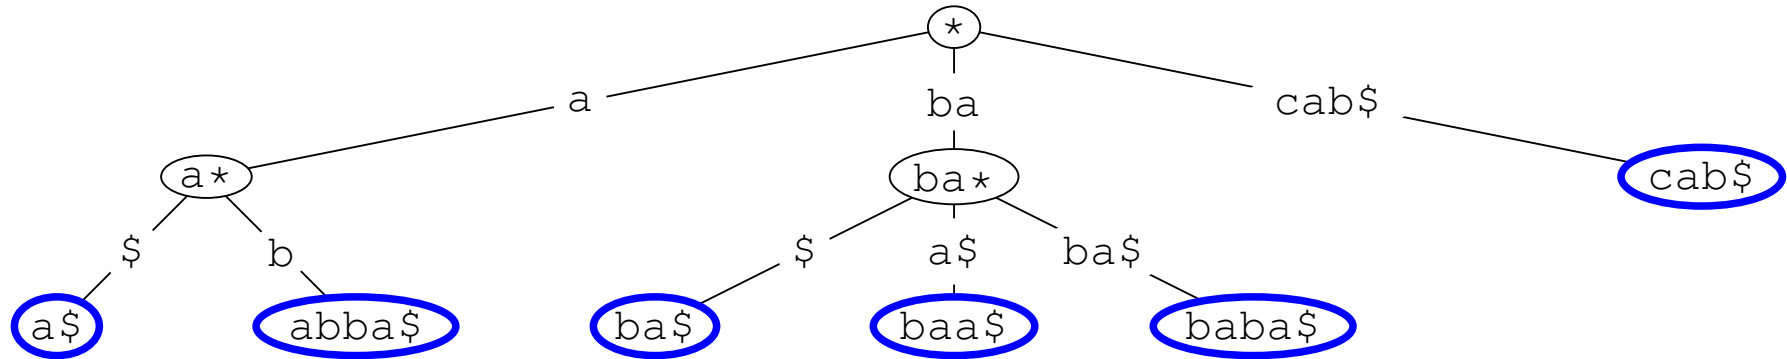 *
a ba cab$
a* ba* cab$
$ b $ a$ ba$
a$ abba$ ba$ baa$ baba$